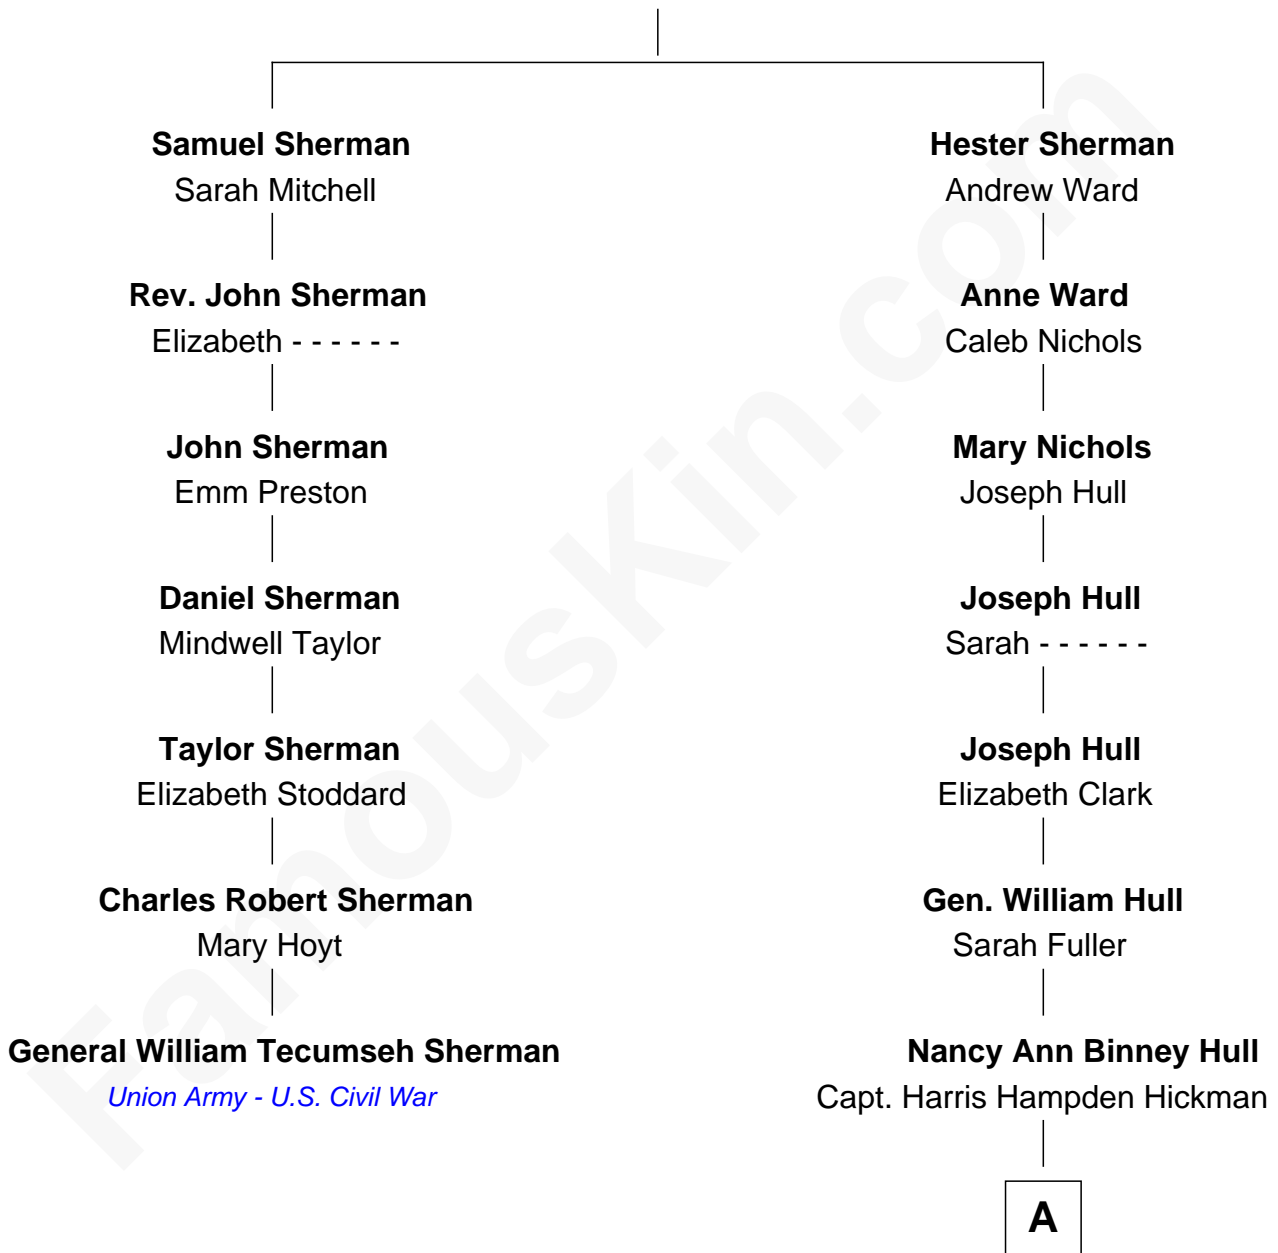 Samuel Sherman
Sarah Mitchell
Hester Sherman
Andrew Ward
Rev. John Sherman
Elizabeth - - - - - -
Anne Ward
Caleb Nichols
John Sherman
Emm Preston
Mary Nichols
Joseph Hull
Daniel Sherman
Mindwell Taylor
Joseph Hull
Sarah - - - - - -
Taylor Sherman
Elizabeth Stoddard
Joseph Hull
Elizabeth Clark
Charles Robert Sherman
Mary Hoyt
Gen. William Hull
Sarah Fuller
General William Tecumseh Sherman
Union Army - U.S. Civil War
Nancy Ann Binney Hull
Capt. Harris Hampden Hickman
A
FamousKin.com